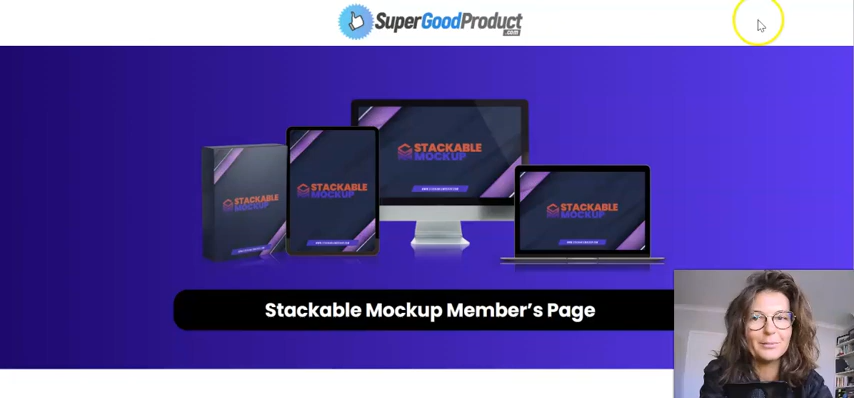 SuperGoodProduct
.com
STACKABLE
MOCKUP
STACKABLE
MOCKUP
STACKABLE
MOCKUP
STACKABLE
MOCKUP
Stackable Mockup Member's Page